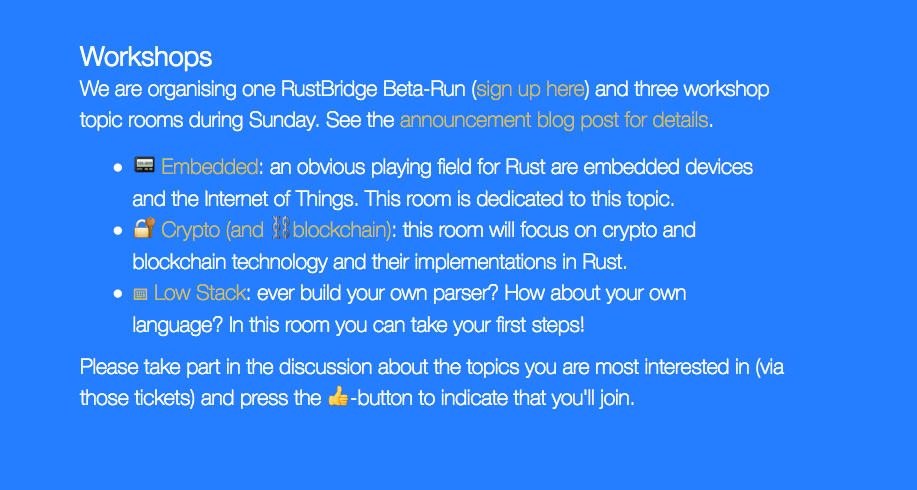 Workshops
We are organising one RustBridge Beta-Run (sign up here) and three workshop
topic rooms during Sunday. See the announcement blog post for details.
• 📟 Embedded: an obvious playing field for Rust are embedded devices
and the Internet of Things. This room is dedicated to this topic.
• 🔐 Crypto (and ⛓blockchain): this room will focus on crypto and
blockchain technology and their implementations in Rust.
• ⌨ Low Stack: ever build your own parser? How about your own
language? In this room you can take your first steps!
Please take part in the discussion about the topics you are most interested in (via
those tickets) and press the 👍-button to indicate that you'll join.